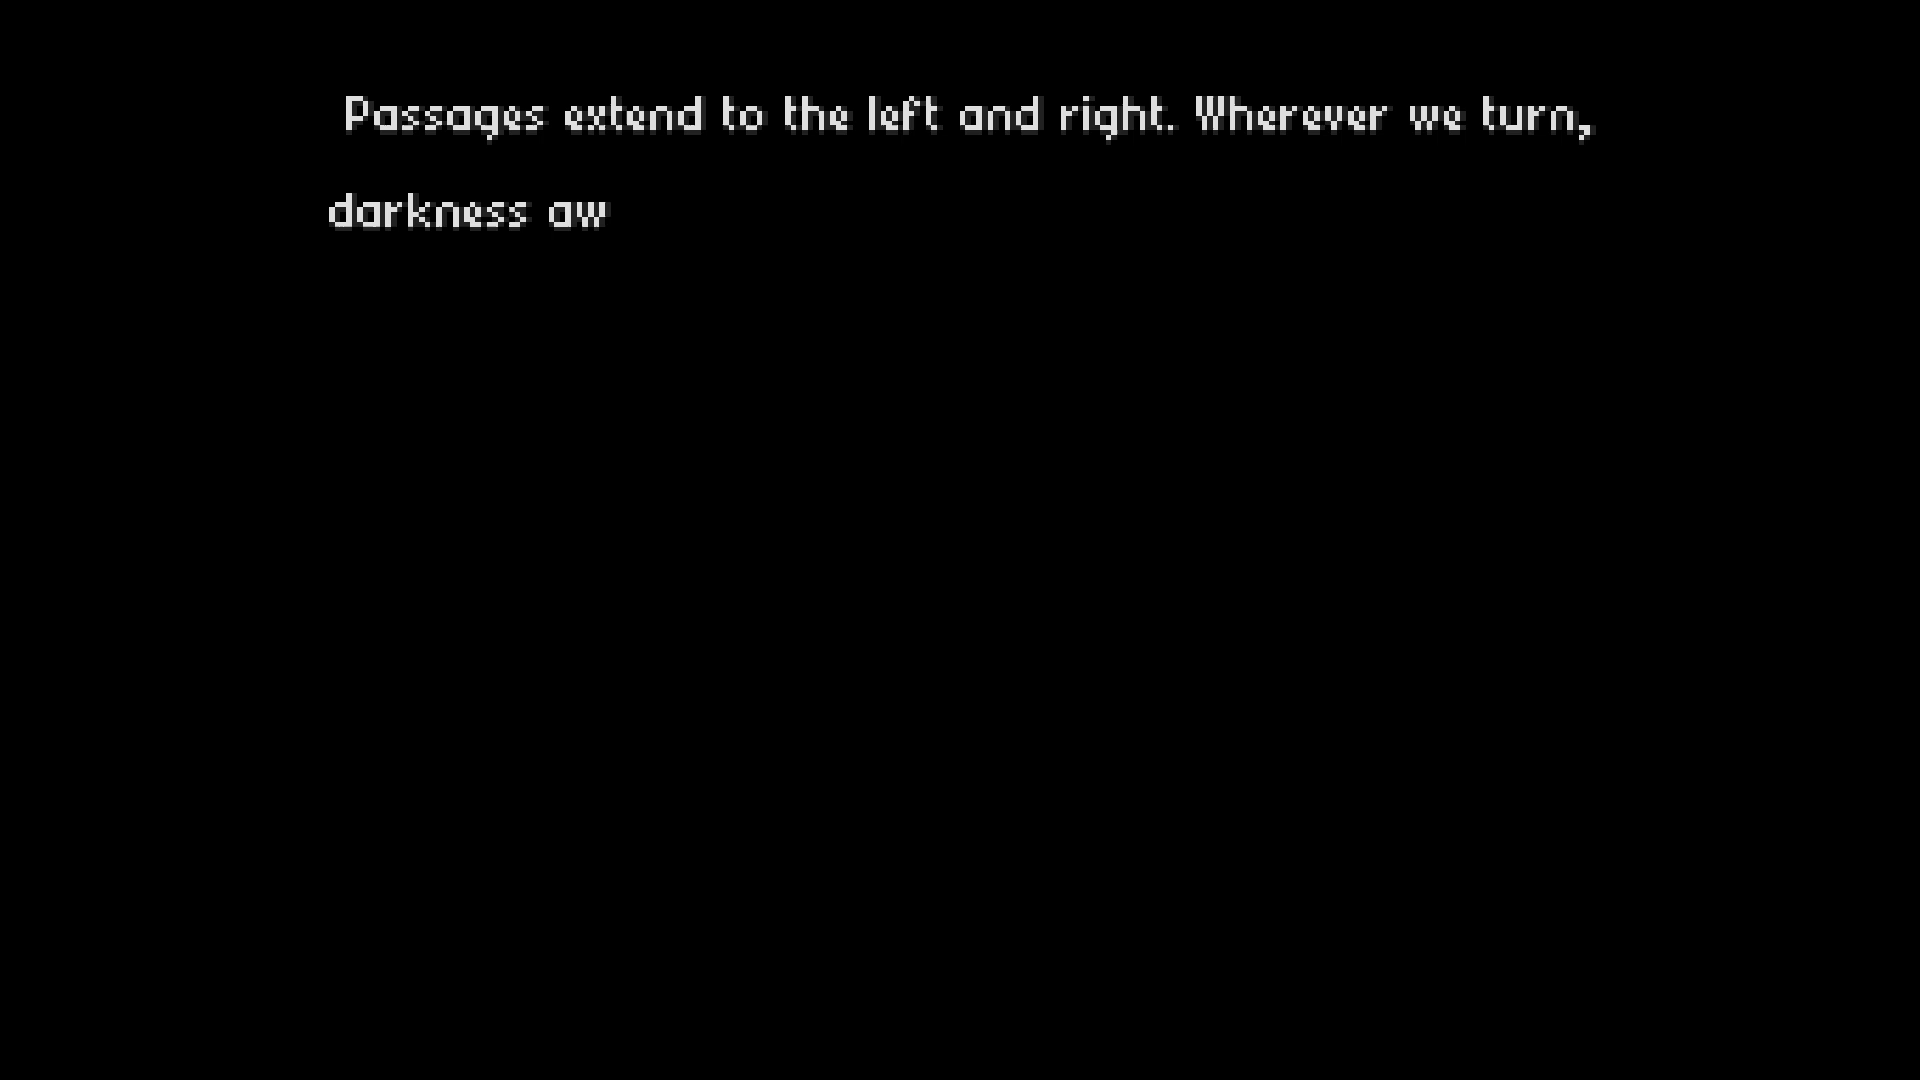 Passages extend to the left and right. Wherever we turn,
darkness aw